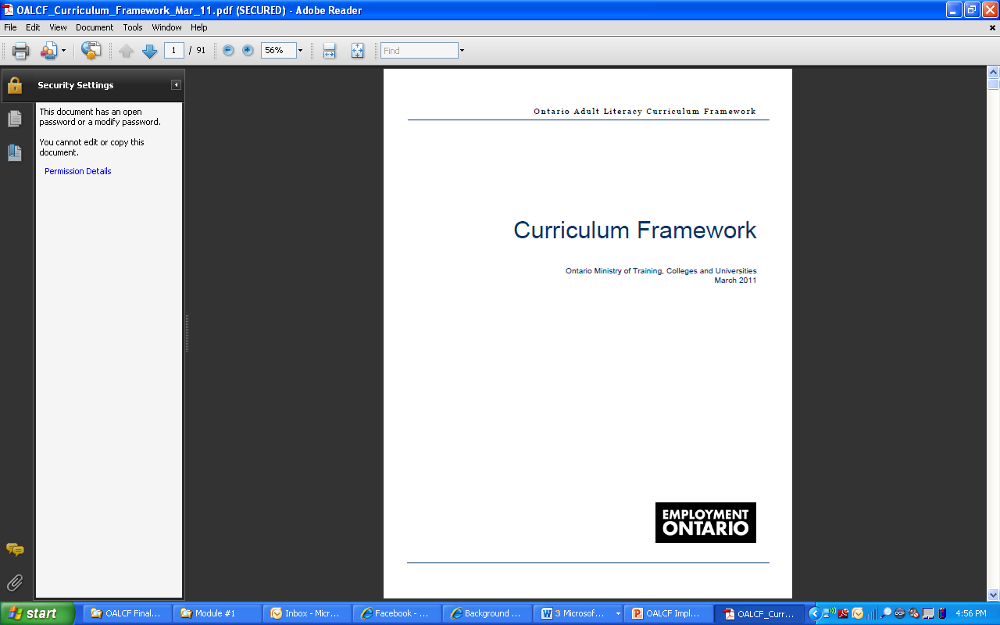 OALCF_Curriculum_Framework_Mar_11.pdf (SECURED) - Adobe Reader
File Edit View Document Tools Window Help
1 / 91 56% Find
Security Settings
This document has an open
password or a modify password.
You cannot edit or copy this
document.
Permission Details
Ontario Adult Literacy Curriculum Framework
Curriculum Framework
Ontario Ministry of Training, Colleges and Universities
March 2011
EMPLOYMENT
ONTARIO
start OALCF Final... Module #1 Inbox - Micr... Facebook - ... Background ... 3 Microsof... OALCF Impl... OALCF_Curr... 4:56 PM